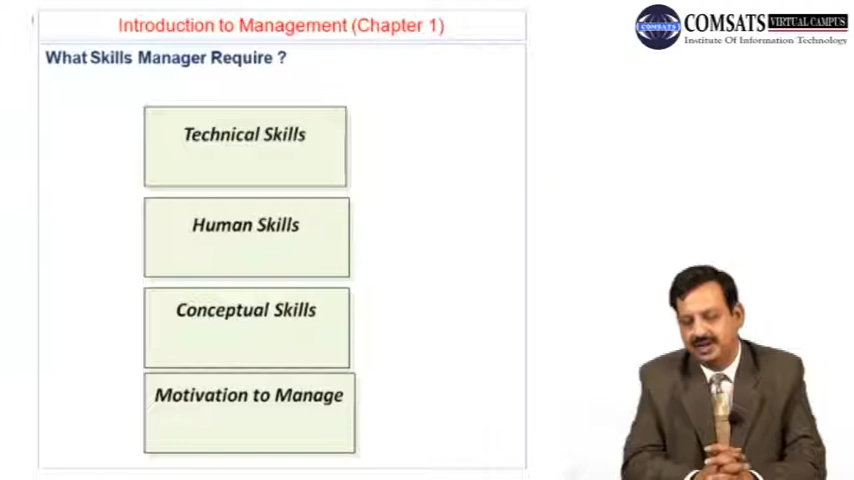 Introduction to Management (Chapter 1)
What Skills Manager Require ?
Technical Skills
Human Skills
Conceptual Skills
Motivation to Manage
COMSATS
COMSATS VIRTUAL CAMPUS
Institute Of Information Technology